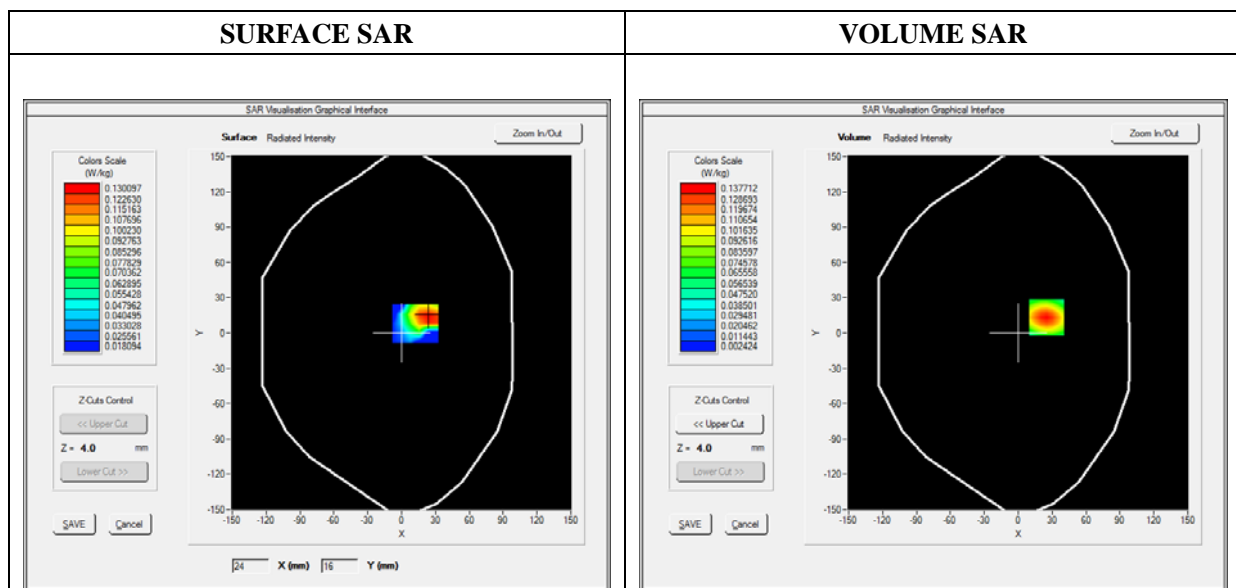 SURFACE SAR
VOLUME SAR
SAR Visualisation Graphical Interface
Surface Radiated Intensity
Zoom In/Out
Colors Scale
(W/kg)
0.130097
0.122630
0.115163
0.107696
0.100230
0.092763
0.085296
0.077829
0.070362
0.062895
0.055428
0.047962
0.040495
0.033028
0.025561
0.018094
Z-Cuts Control
<< Upper Cut
Z = 4.0 mm
Lower Cut >>
SAVE Cancel
150
120
90
60
30
0
-30
-60
-90
-120
-150
Y
-150 -120 -90 -60 -30 0 30 60 90 120 150
X
24 X (mm) 16 Y (mm)
SAR Visualisation Graphical Interface
Volume Radiated Intensity
Zoom In/Out
Colors Scale
(W/kg)
0.137712
0.128693
0.119674
0.110654
0.101635
0.092616
0.083597
0.074578
0.065558
0.056539
0.047520
0.038501
0.029481
0.020462
0.011443
0.002424
Z-Cuts Control
<< Upper Cut
Z = 4.0 mm
Lower Cut >>
SAVE Cancel
150
120
90
60
30
0
-30
-60
-90
-120
-150
Y
-150 -120 -90 -60 -30 0 30 60 90 120 150
X